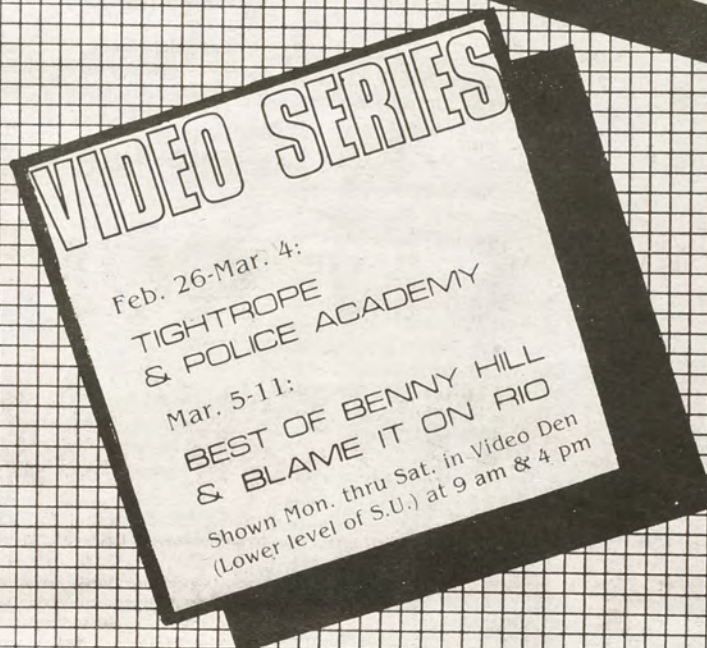 VIDEO SERIES
Feb. 26-Mar. 4:
TIGHTROPE
& POLICE ACADEMY
Mar. 5-11:
BEST OF BENNY HILL
& BLAME IT ON RIO
Shown Mon. thru Sat. in Video Den
(Lower level of S.U.) at 9 am & 4 pm